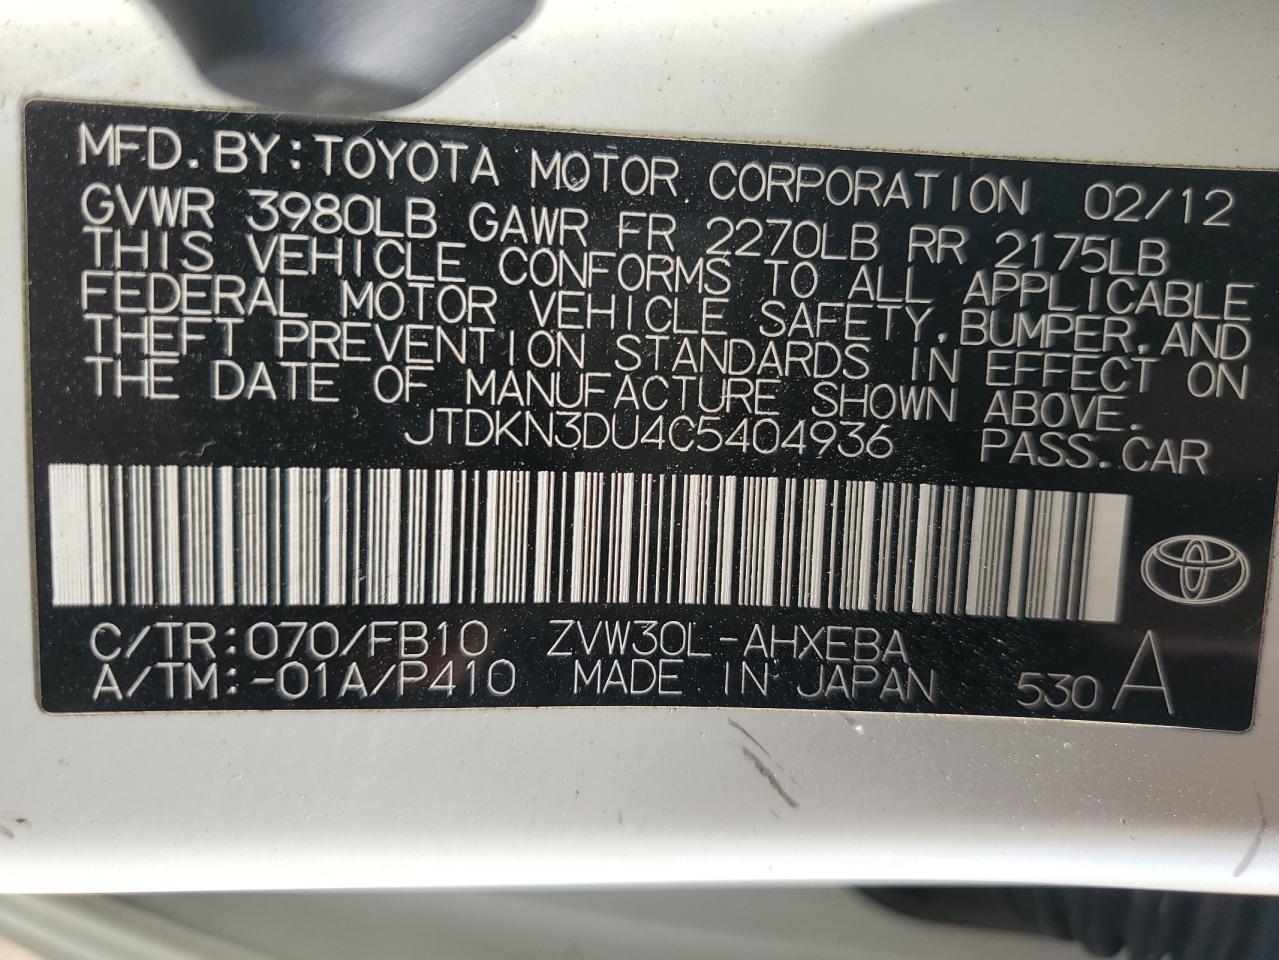 MFD.BY:TOYOTA MOTOR CORPORATION 02/12
GVWR 3980LB GAWR FR 2270LB RR 2175LB
THIS VEHICLE CONFORMS TO ALL APPLICABLE
FEDERAL MOTOR VEHICLE SAFETY,BUMPER,AND
THEFT PREVENTION STANDARDS IN EFFECT ON
THE DATE OF MANUFACTURE SHOWN ABOVE.
JTDKN3DU4C5404936 PASS.CAR
C/TR:070/FB10 ZVW30L-AHXEBA
A/TM:-01A/P410 MADE IN JAPAN 530 A